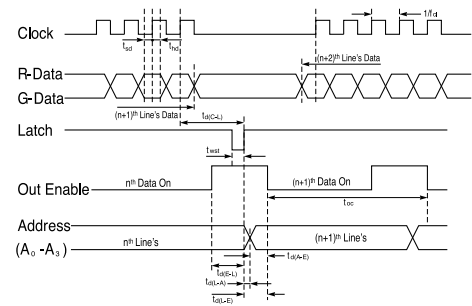 1/fcl
Clock
tsd
thd
R-Data
(n+2)th Line's Data
G-Data
(n+1)th Line's Data
td(C-L)
Latch
twst
Out Enable
nth Data On
(n+1)th Data On
toc
Address
(A0 -A3)
nth Line's
(n+1)th Line's
td(A-E)
td(E-L)
td(L-A)
td(L-E)